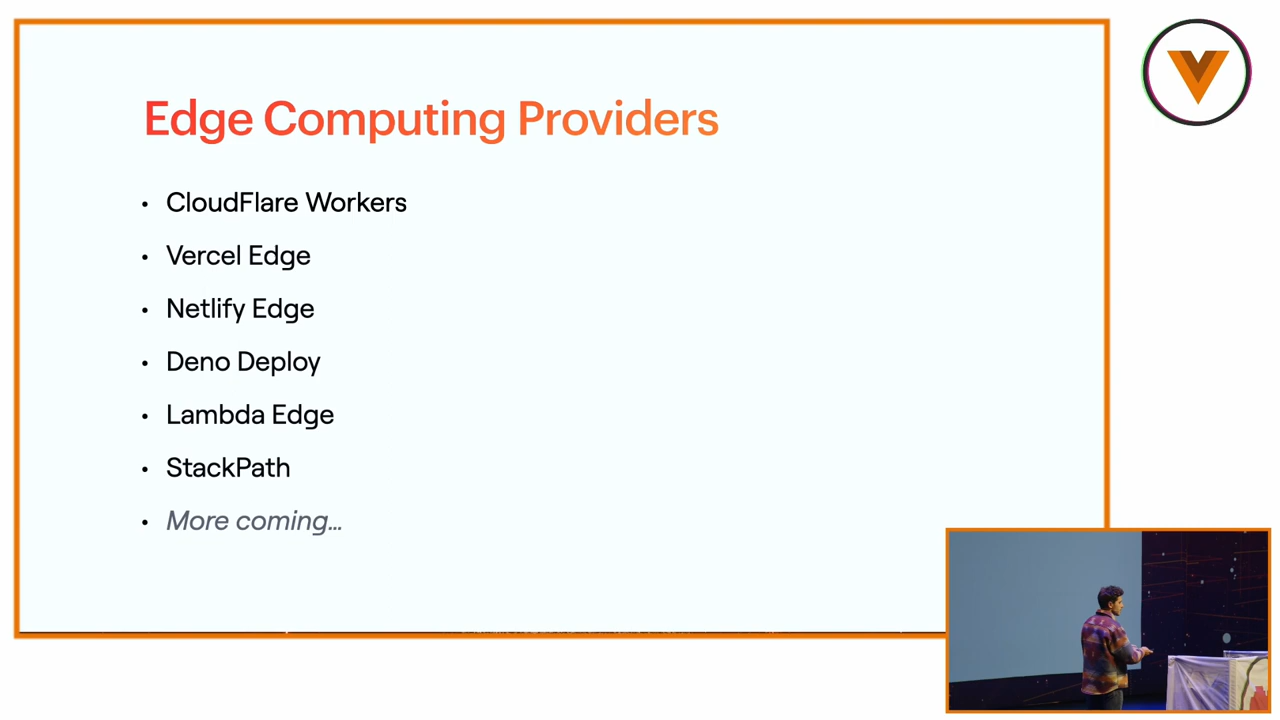 Edge Computing Providers
• CloudFlare Workers
• Vercel Edge
• Netlify Edge
• Deno Deploy
• Lambda Edge
• StackPath
• More coming...